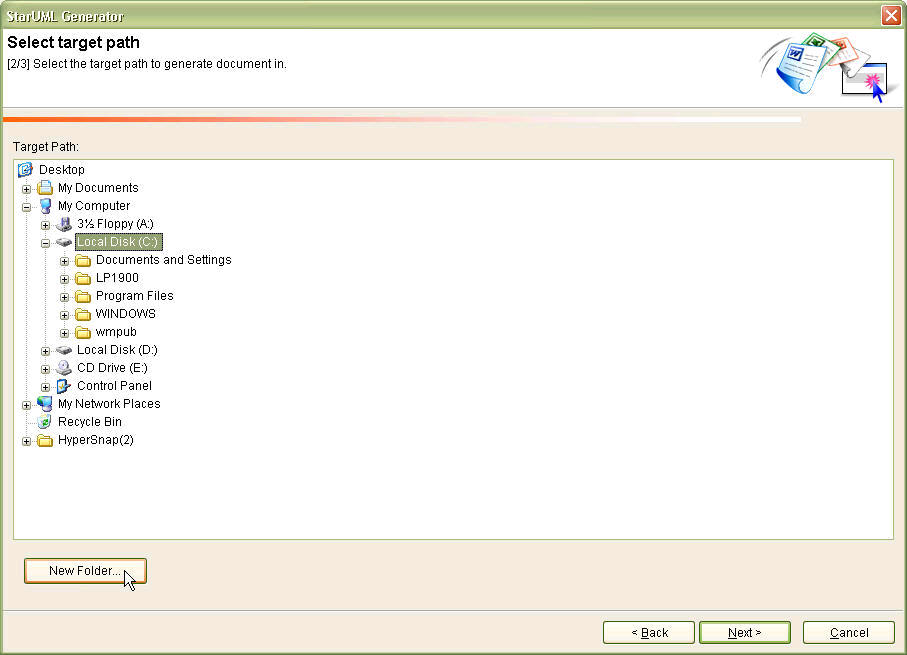 StarUML Generator
Select target path
[2/3] Select the target path to generate document in.
Target Path:
Desktop
My Documents
My Computer
3½ Floppy (A:)
Local Disk (C:)
Documents and Settings
LP1900
Program Files
WINDOWS
wmpub
Local Disk (D:)
CD Drive (E:)
Control Panel
My Network Places
Recycle Bin
HyperSnap(2)
New Folder...
< Back
Next >
Cancel